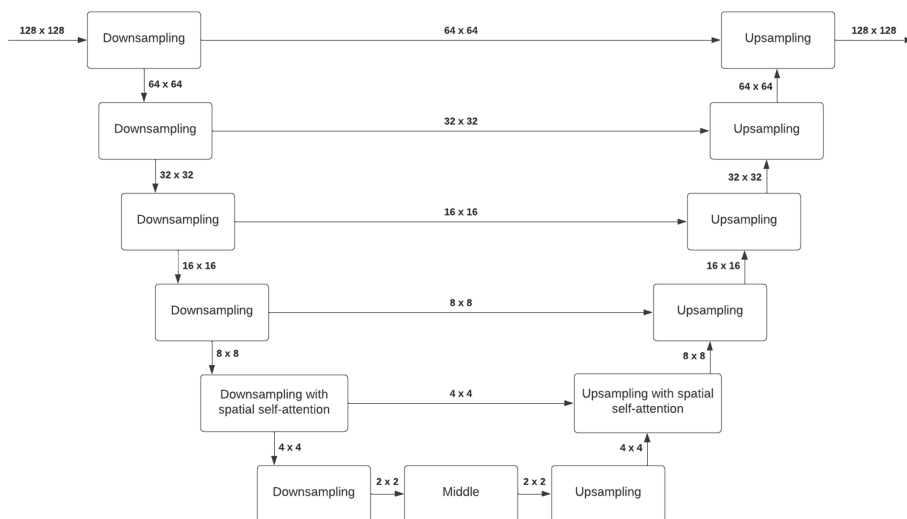 128 x 128
Downsampling
64 x 64
Upsampling
128 x 128
64 x 64
64 x 64
Downsampling
32 x 32
Upsampling
32 x 32
32 x 32
Downsampling
16 x 16
Upsampling
16 x 16
16 x 16
Downsampling
8 x 8
Upsampling
8 x 8
8 x 8
Downsampling with
spatial self-attention
4 x 4
Upsampling with spatial
self-attention
4 x 4
4 x 4
Downsampling
2 x 2
Middle
2 x 2
Upsampling